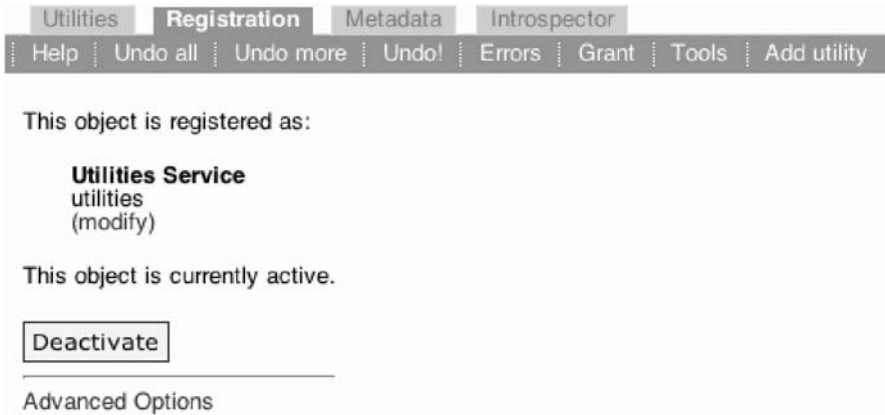 Utilities Registration Metadata Introspector
Help Undo all Undo more Undo! Errors Grant Tools Add utility
This object is registered as:
Utilities Service
utilities
(modify)
This object is currently active.
Deactivate
Advanced Options